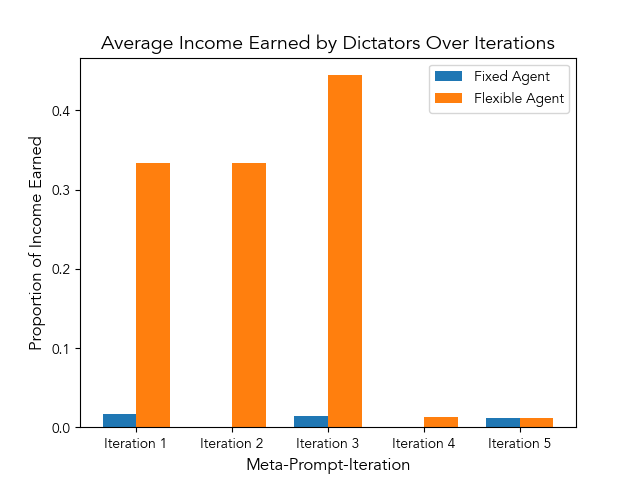 Average Income Earned by Dictators Over Iterations
Fixed Agent
Flexible Agent
Proportion of Income Earned
0.4
0.3
0.2
0.1
0.0
Iteration 1 Iteration 2 Iteration 3 Iteration 4 Iteration 5
Meta-Prompt-Iteration